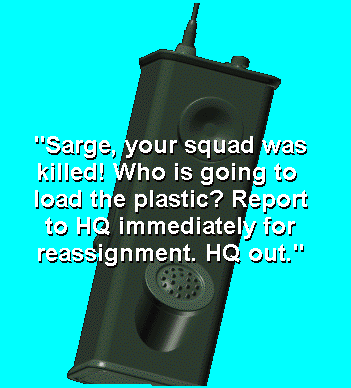 "Sarge, your squad was
killed! Who is going to
load the plastic? Report
to HQ immediately for
reassignment. HQ out."